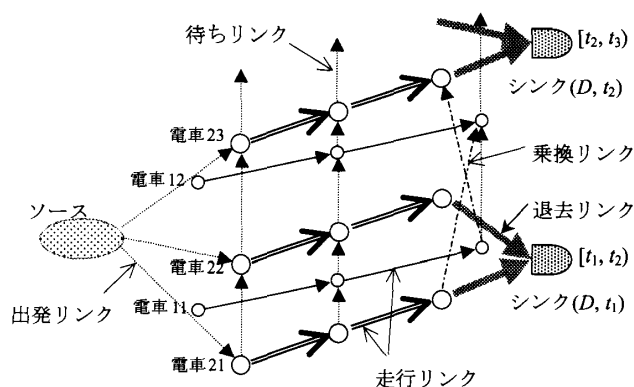 待ちリンク
[t₂, t₃)
シンク(D, t₂)
電車23
電車12
乗換リンク
ソース
退去リンク
電車22
[t₁, t₂)
シンク(D, t₁)
電車11
出発リンク
電車21
走行リンク